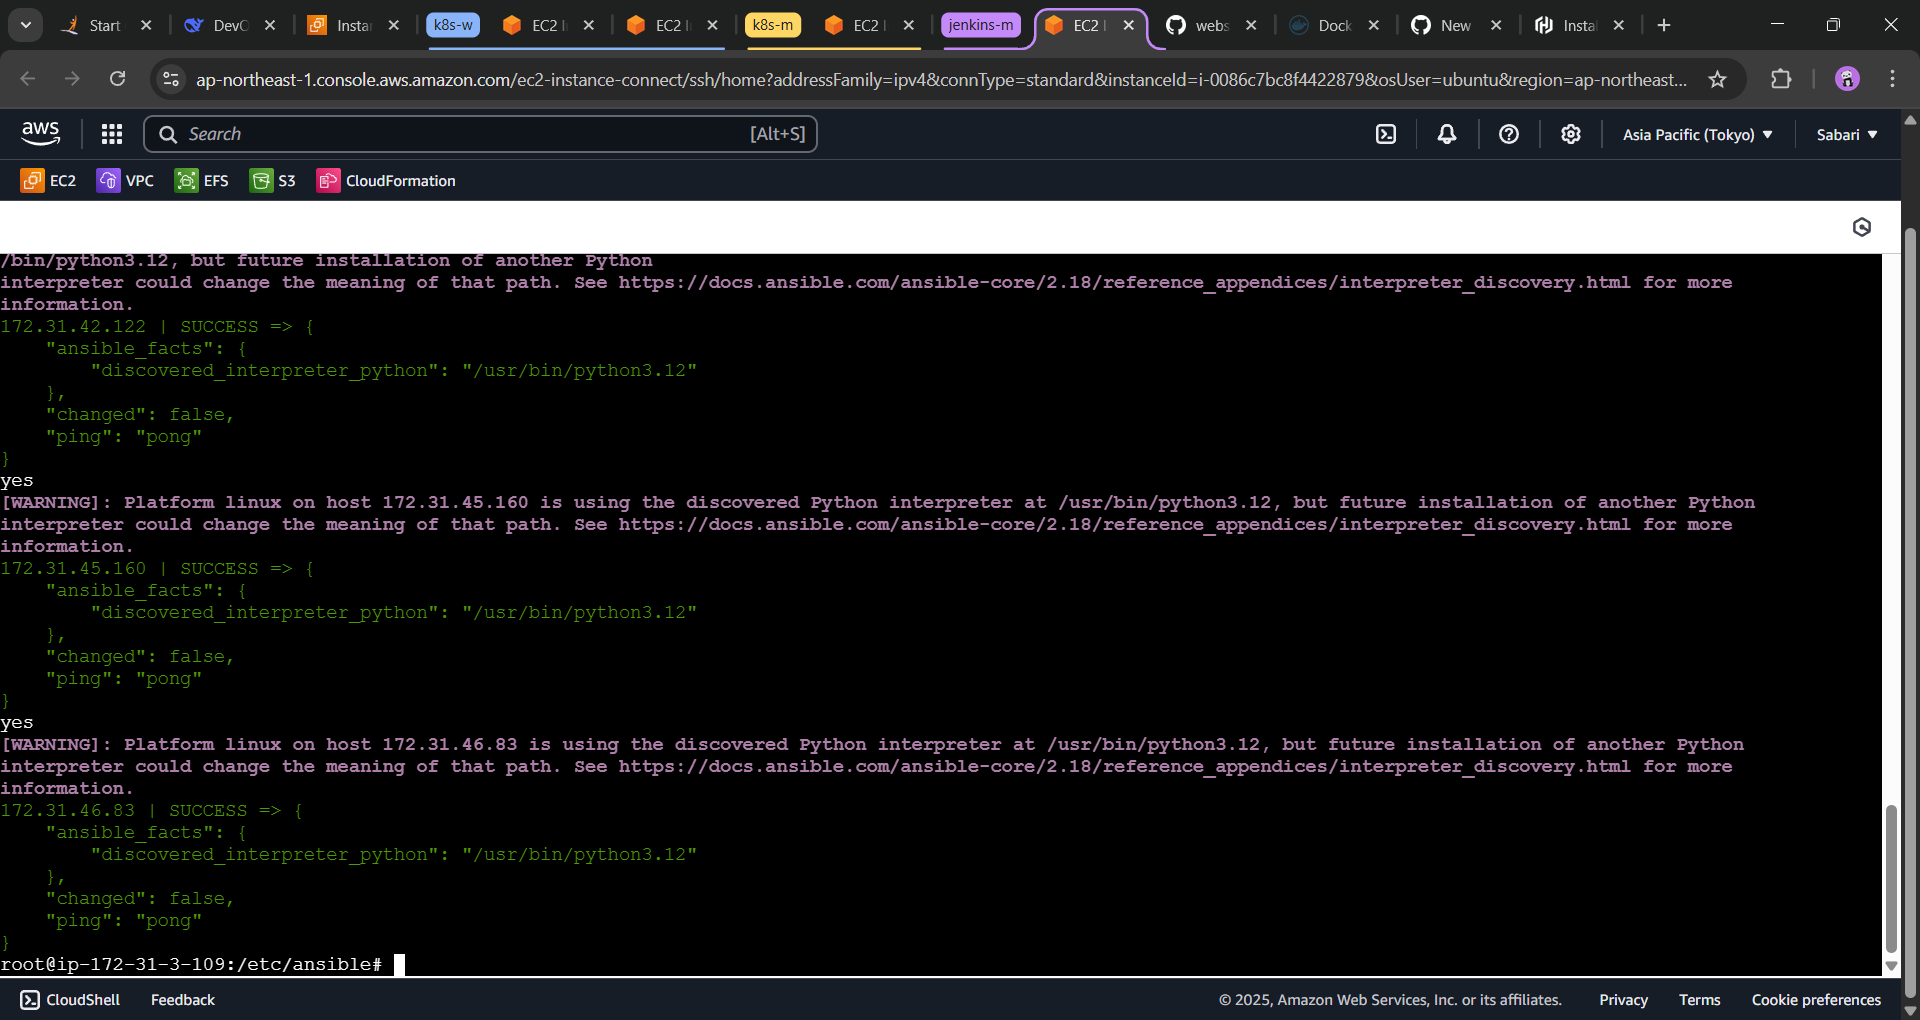 Start
DevO
Insta
k8s-w
EC2 I
EC2 I
k8s-m
EC2 I
jenkins-m
EC2 I
webs
Dock
New
Insta
ap-northeast-1.console.aws.amazon.com/ec2-instance-connect/ssh/home?addressFamily=ipv4&connType=standard&instanceId=i-0086c7bc8f4422879&osUser=ubuntu&region=ap-northeast...
aws
Search
[Alt+S]
Asia Pacific (Tokyo)
Sabari
EC2
VPC
EFS
S3
CloudFormation
/bin/python3.12, but future installation of another Python
interpreter could change the meaning of that path. See https://docs.ansible.com/ansible-core/2.18/reference_appendices/interpreter_discovery.html for more
information.
172.31.42.122 | SUCCESS => {
    "ansible_facts": {
        "discovered_interpreter_python": "/usr/bin/python3.12"
    },
    "changed": false,
    "ping": "pong"
}
yes
[WARNING]: Platform linux on host 172.31.45.160 is using the discovered Python interpreter at /usr/bin/python3.12, but future installation of another Python
interpreter could change the meaning of that path. See https://docs.ansible.com/ansible-core/2.18/reference_appendices/interpreter_discovery.html for more
information.
172.31.45.160 | SUCCESS => {
    "ansible_facts": {
        "discovered_interpreter_python": "/usr/bin/python3.12"
    },
    "changed": false,
    "ping": "pong"
}
yes
[WARNING]: Platform linux on host 172.31.46.83 is using the discovered Python interpreter at /usr/bin/python3.12, but future installation of another Python
interpreter could change the meaning of that path. See https://docs.ansible.com/ansible-core/2.18/reference_appendices/interpreter_discovery.html for more
information.
172.31.46.83 | SUCCESS => {
    "ansible_facts": {
        "discovered_interpreter_python": "/usr/bin/python3.12"
    },
    "changed": false,
    "ping": "pong"
}
root@ip-172-31-3-109:/etc/ansible#
CloudShell
Feedback
© 2025, Amazon Web Services, Inc. or its affiliates.
Privacy
Terms
Cookie preferences